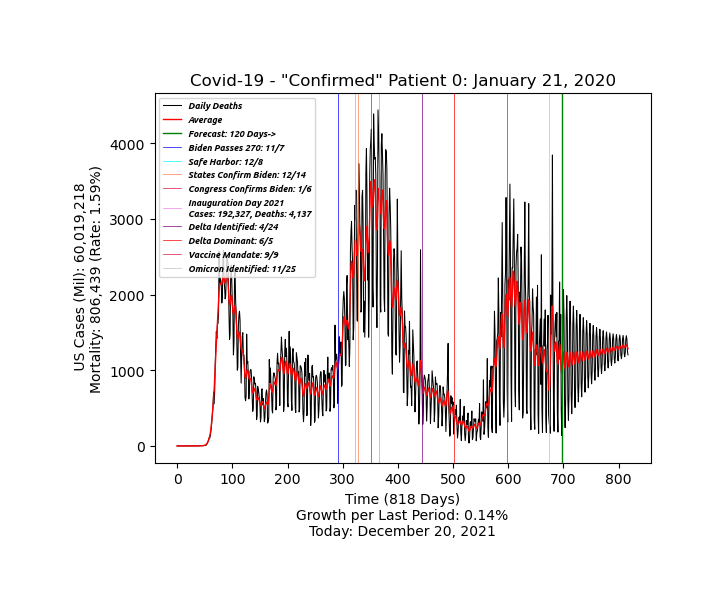 Covid-19 - "Confirmed" Patient 0: January 21, 2020
Daily Deaths
Average
Forecast: 120 Days->
Biden Passes 270: 11/7
Safe Harbor: 12/8
States Confirm Biden: 12/14
Congress Confirms Biden: 1/6
Inauguration Day 2021
Cases: 192,327, Deaths: 4,137
Delta Identified: 4/24
Delta Dominant: 6/5
Vaccine Mandate: 9/9
Omicron Identified: 11/25
US Cases (Mil): 60,019,218
Mortality: 806,439 (Rate: 1.59%)
4000
3000
2000
1000
0
0 100 200 300 400 500 600 700 800
Time (818 Days)
Growth per Last Period: 0.14%
Today: December 20, 2021